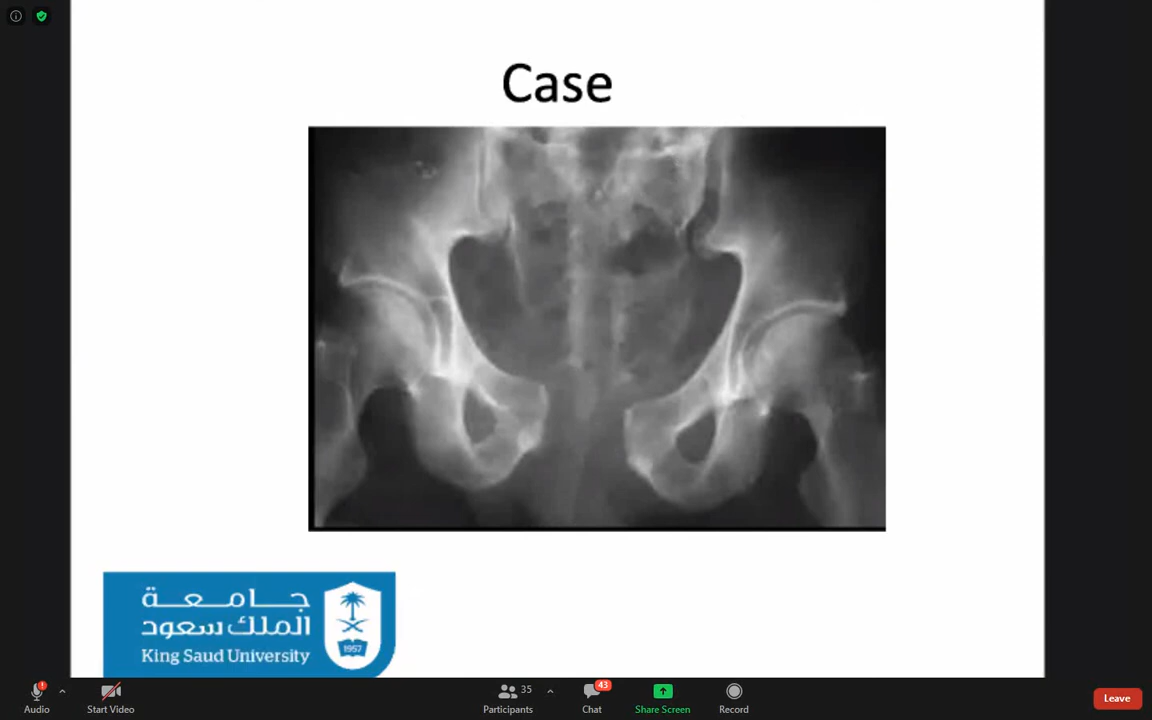 Case
جامعة
الملك سعود
King Saud University
1957
Audio
Start Video
35
Participants
43
Chat
Share Screen
Record
Leave